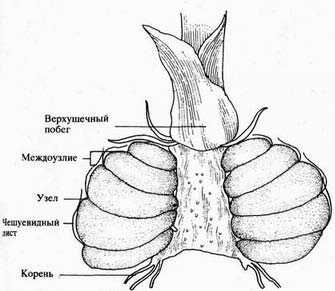 Верхушечный
побег
Междоузлие
Узел
Чешуевидный
лист
Корень